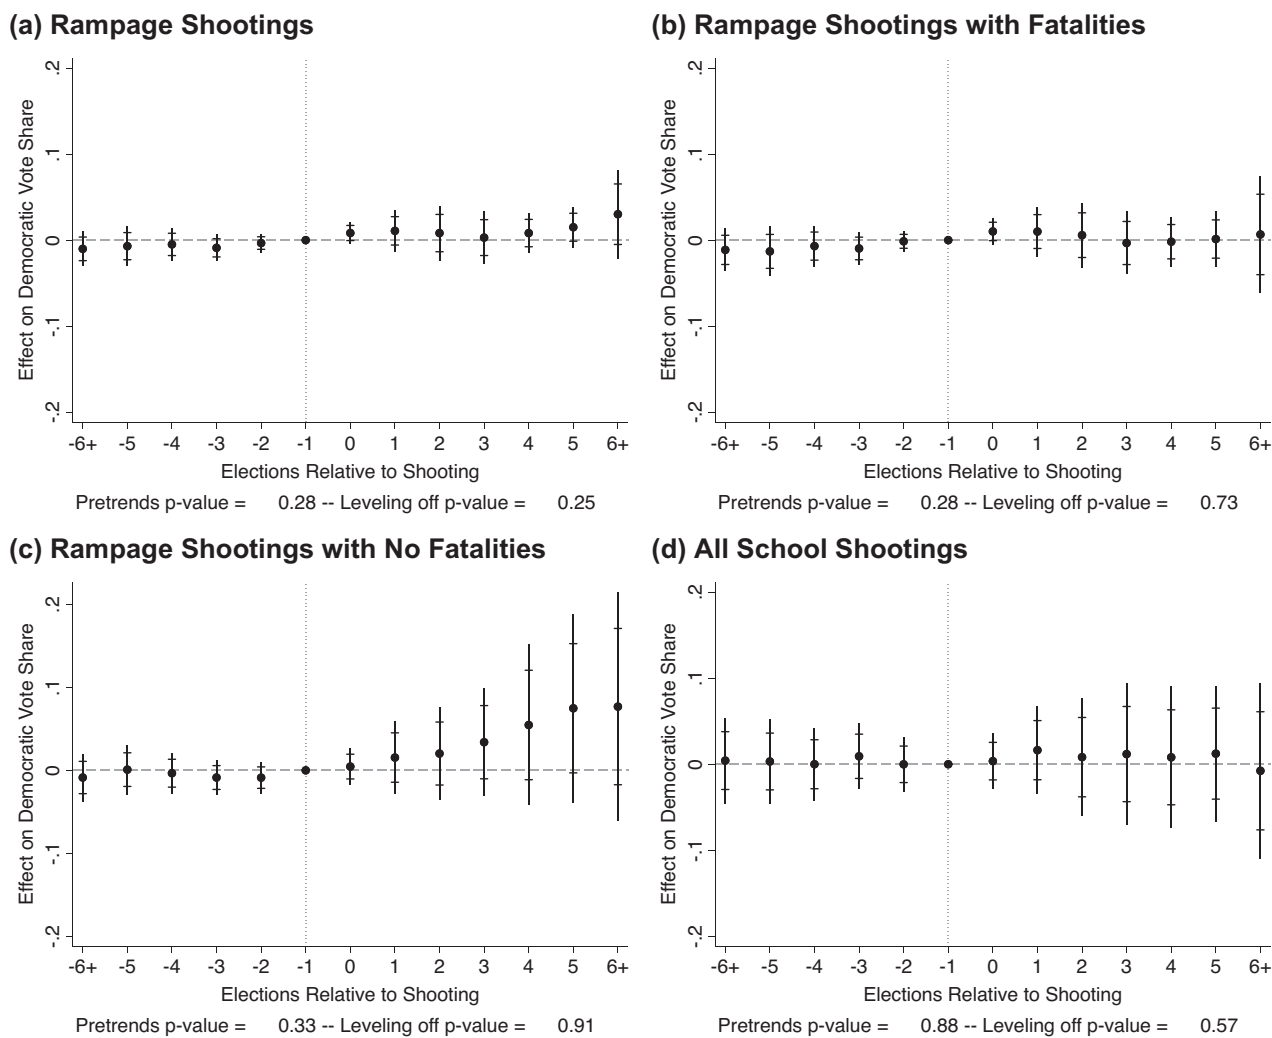 (a) Rampage Shootings
Effect on Democratic Vote Share
.2
.1
0
-.1
-.2
-6+ -5 -4 -3 -2 -1 0 1 2 3 4 5 6+
Elections Relative to Shooting
Pretrends p-value = 0.28 -- Leveling off p-value = 0.25
(b) Rampage Shootings with Fatalities
Effect on Democratic Vote Share
.2
.1
0
-.1
-.2
-6+ -5 -4 -3 -2 -1 0 1 2 3 4 5 6+
Elections Relative to Shooting
Pretrends p-value = 0.28 -- Leveling off p-value = 0.73
(c) Rampage Shootings with No Fatalities
Effect on Democratic Vote Share
.2
.1
0
-.1
-.2
-6+ -5 -4 -3 -2 -1 0 1 2 3 4 5 6+
Elections Relative to Shooting
Pretrends p-value = 0.33 -- Leveling off p-value = 0.91
(d) All School Shootings
Effect on Democratic Vote Share
.2
.1
0
-.1
-.2
-6+ -5 -4 -3 -2 -1 0 1 2 3 4 5 6+
Elections Relative to Shooting
Pretrends p-value = 0.88 -- Leveling off p-value = 0.57